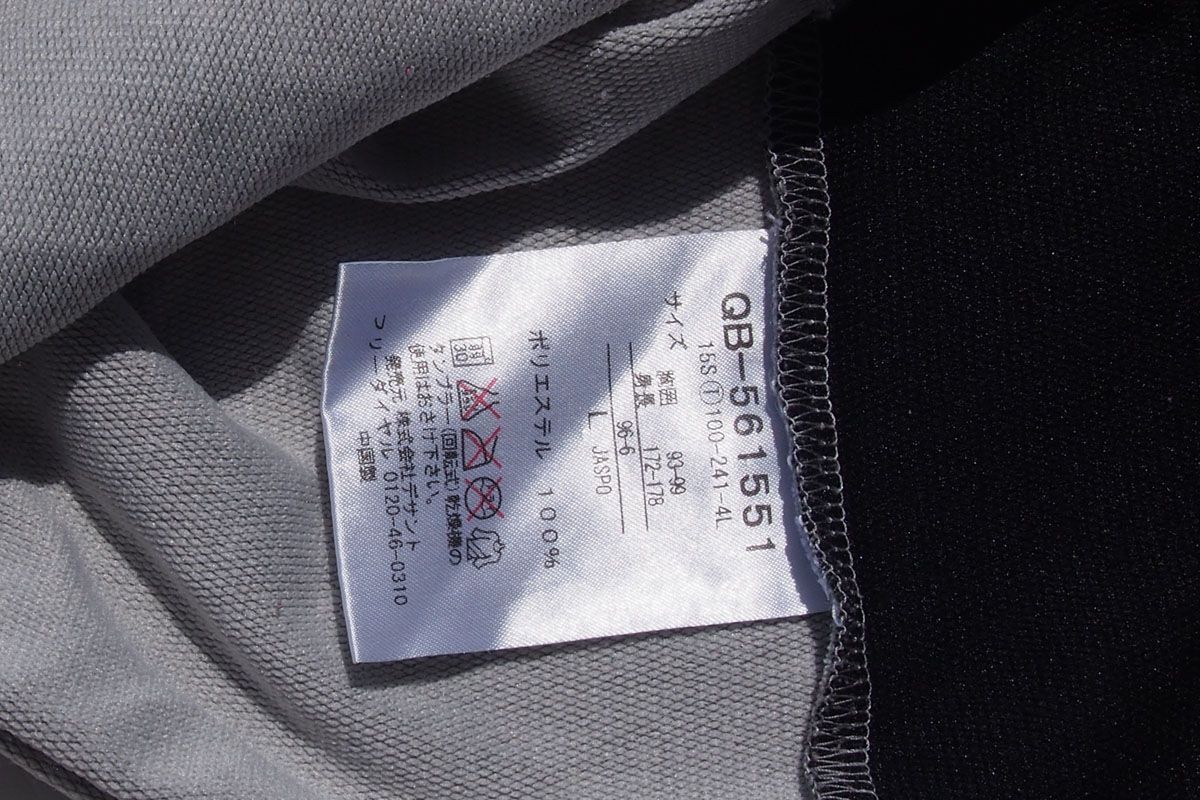 QB-561551
15S(T)100-241-4L
サイズ 胸囲 90-99
身長 172-178
96-6
L JASPO
ポリエステル 100%
タンブラー(回転式)乾燥機の
使用はおさけ下さい。
発売元 株式会社デサント
フリーダイヤル 0120-46-0310
中国製